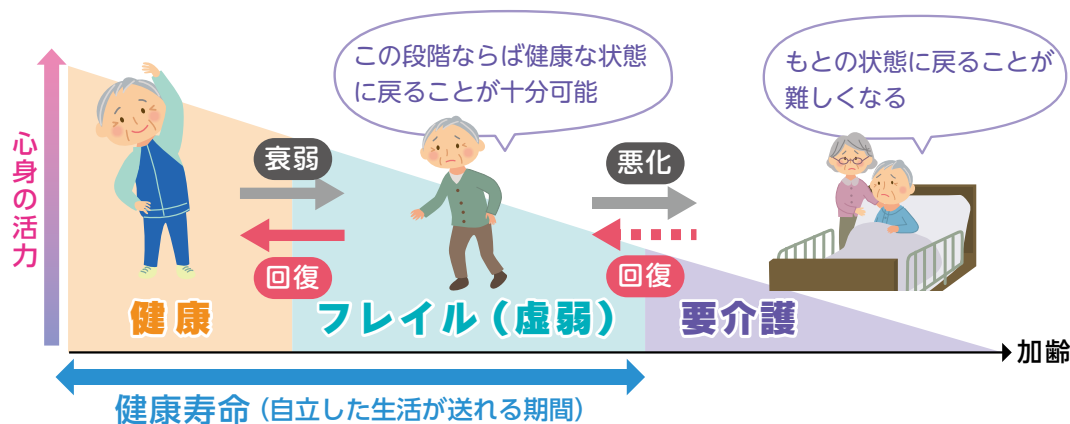 心身の活力
この段階ならば健康な状態
に戻ることが十分可能
もとの状態に戻ることが
難しくなる
衰弱
回復
悪化
回復
健康
フレイル（虚弱）
要介護
加齢
健康寿命（自立した生活が送れる期間）